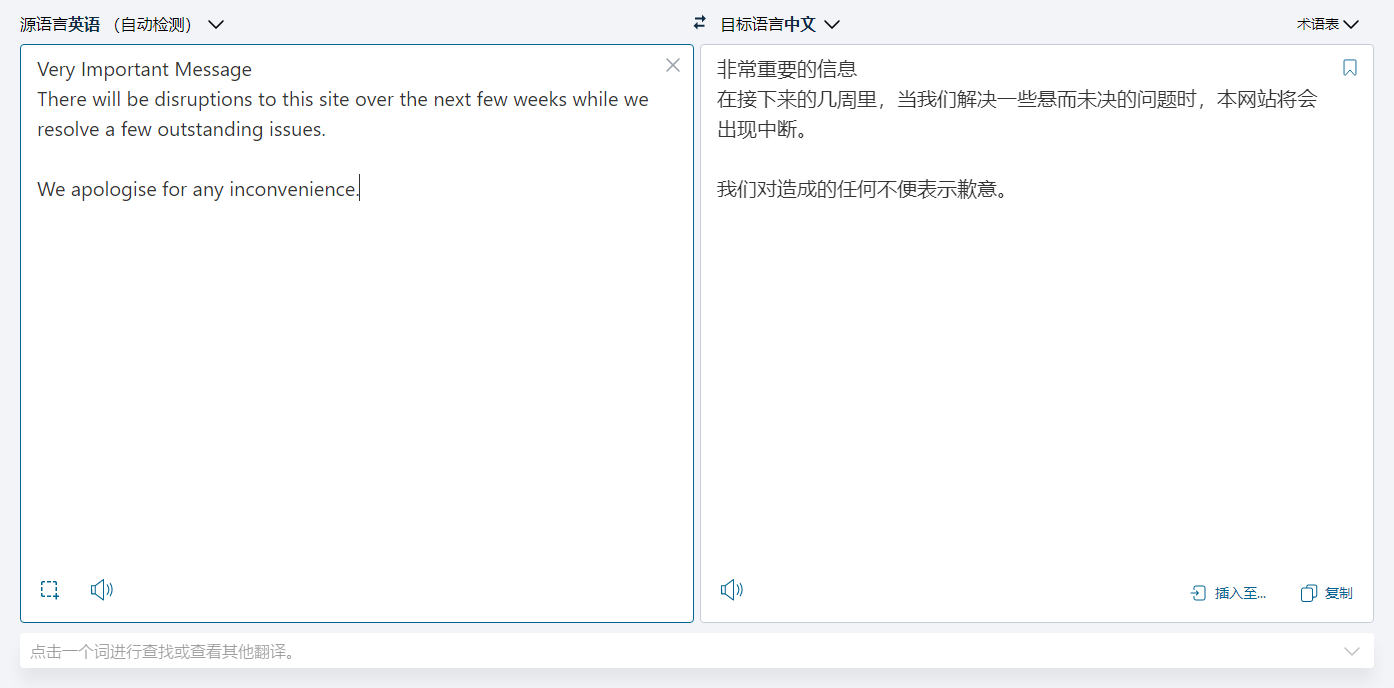 源语言英语 （自动检测）
目标语言中文
术语表
Very Important Message
There will be disruptions to this site over the next few weeks while we
resolve a few outstanding issues.
We apologise for any inconvenience.
非常重要的信息
在接下来的几周里，当我们解决一些悬而未决的问题时，本网站将会
出现中断。
我们对造成的任何不便表示歉意。
插入至...
复制
点击一个词进行查找或查看其他翻译。